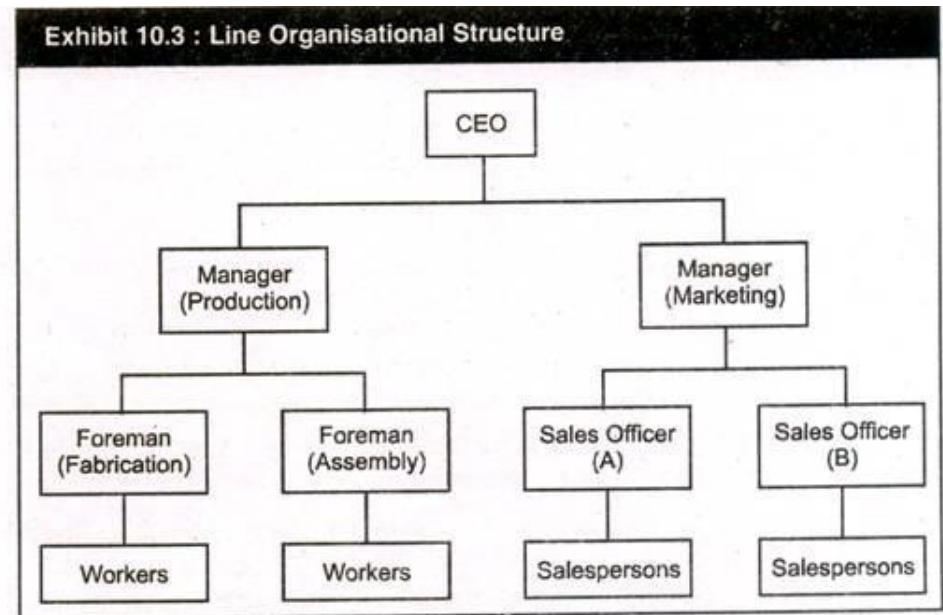 Exhibit 10.3 : Line Organisational Structure
CEO
Manager
(Production)
Manager
(Marketing)
Foreman
(Fabrication)
Foreman
(Assembly)
Sales Officer
(A)
Sales Officer
(B)
Workers
Workers
Salespersons
Salespersons